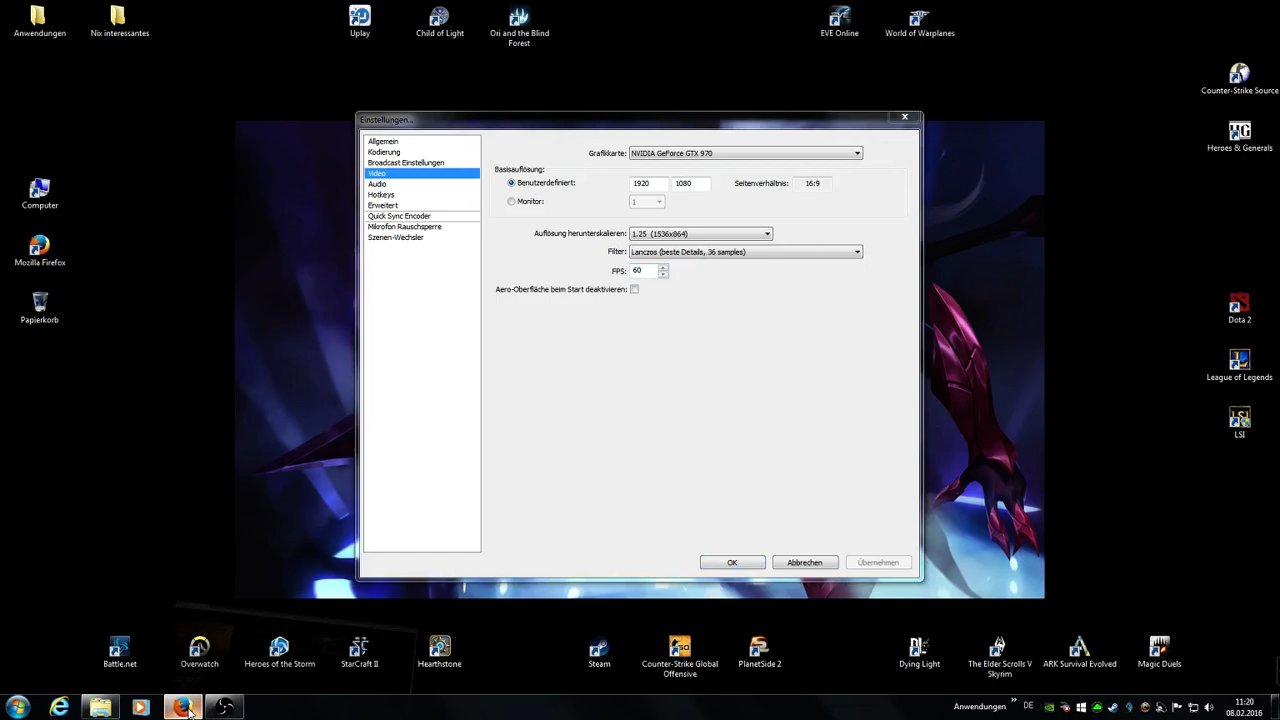 Anwendungen
Nix interessantes
Uplay
Child of Light
Ori and the Blind
Forest
EVE Online
World of Warplanes
Counter-Strike Source
Heroes & Generals
Computer
Mozilla Firefox
Papierkorb
Dota 2
League of Legends
LSI
Einstellungen...
Allgemein
Kodierung
Broadcast Einstellungen
Video
Audio
Hotkeys
Erweitert
Quick Sync Encoder
Mikrofon Rauschsperre
Szenen-Wechsler
Grafikkarte: NVIDIA GeForce GTX 970
Basisauflösung:
Benutzerdefiniert: 1920 1080 Seitenverhältnis: 16:9
Monitor: 1
Auflösung herunterskalieren: 1.25 (1536x864)
Filter: Lanczos (beste Details, 36 samples)
FPS: 60
Aero-Oberfläche beim Start deaktivieren:
OK Abbrechen Übernehmen
Battle.net
Overwatch
Heroes of the Storm
StarCraft II
Hearthstone
Steam
Counter-Strike Global
Offensive
PlanetSide 2
Dying Light
The Elder Scrolls V
Skyrim
ARK Survival Evolved
Magic Duels
Anwendungen » DE
11:20
08.02.2016